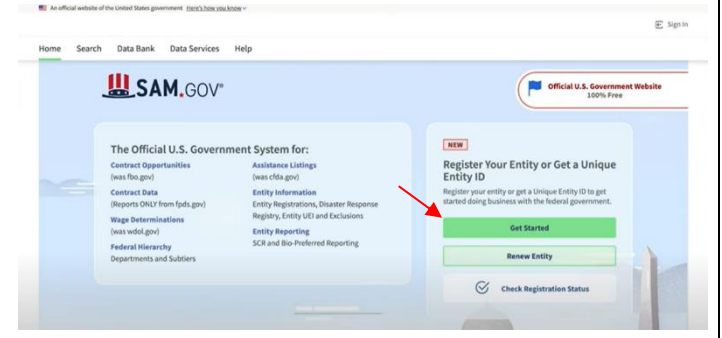 An official website of the United States government Here's how you know
Sign In
Home Search Data Bank Data Services Help
SAM.GOV®
Official U.S. Government Website
100% Free
The Official U.S. Government System for:
Contract Opportunities
(was fbo.gov)
Contract Data
(Reports ONLY from fpds.gov)
Wage Determinations
(was wdol.gov)
Federal Hierarchy
Departments and Subtiers
Assistance Listings
(was cfda.gov)
Entity Information
Entity Registrations, Disaster Response
Registry, Entity UEI and Exclusions
Entity Reporting
SCR and Bio-Preferred Reporting
NEW
Register Your Entity or Get a Unique
Entity ID
Register your entity or get a Unique Entity ID to get
started doing business with the federal government.
Get Started
Renew Entity
Check Registration Status